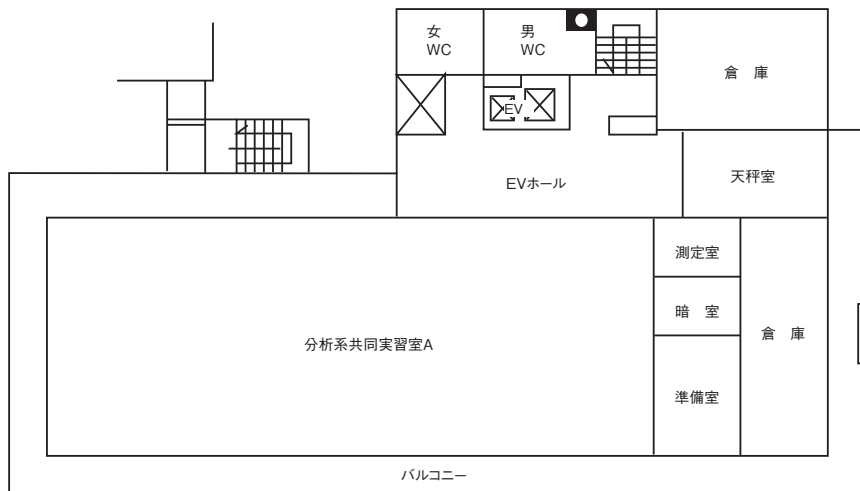 女
WC
男
WC
倉　庫
EV
天秤室
EVホール
測定室
暗　室
倉　庫
分析系共同実習室A
準備室
バルコニー